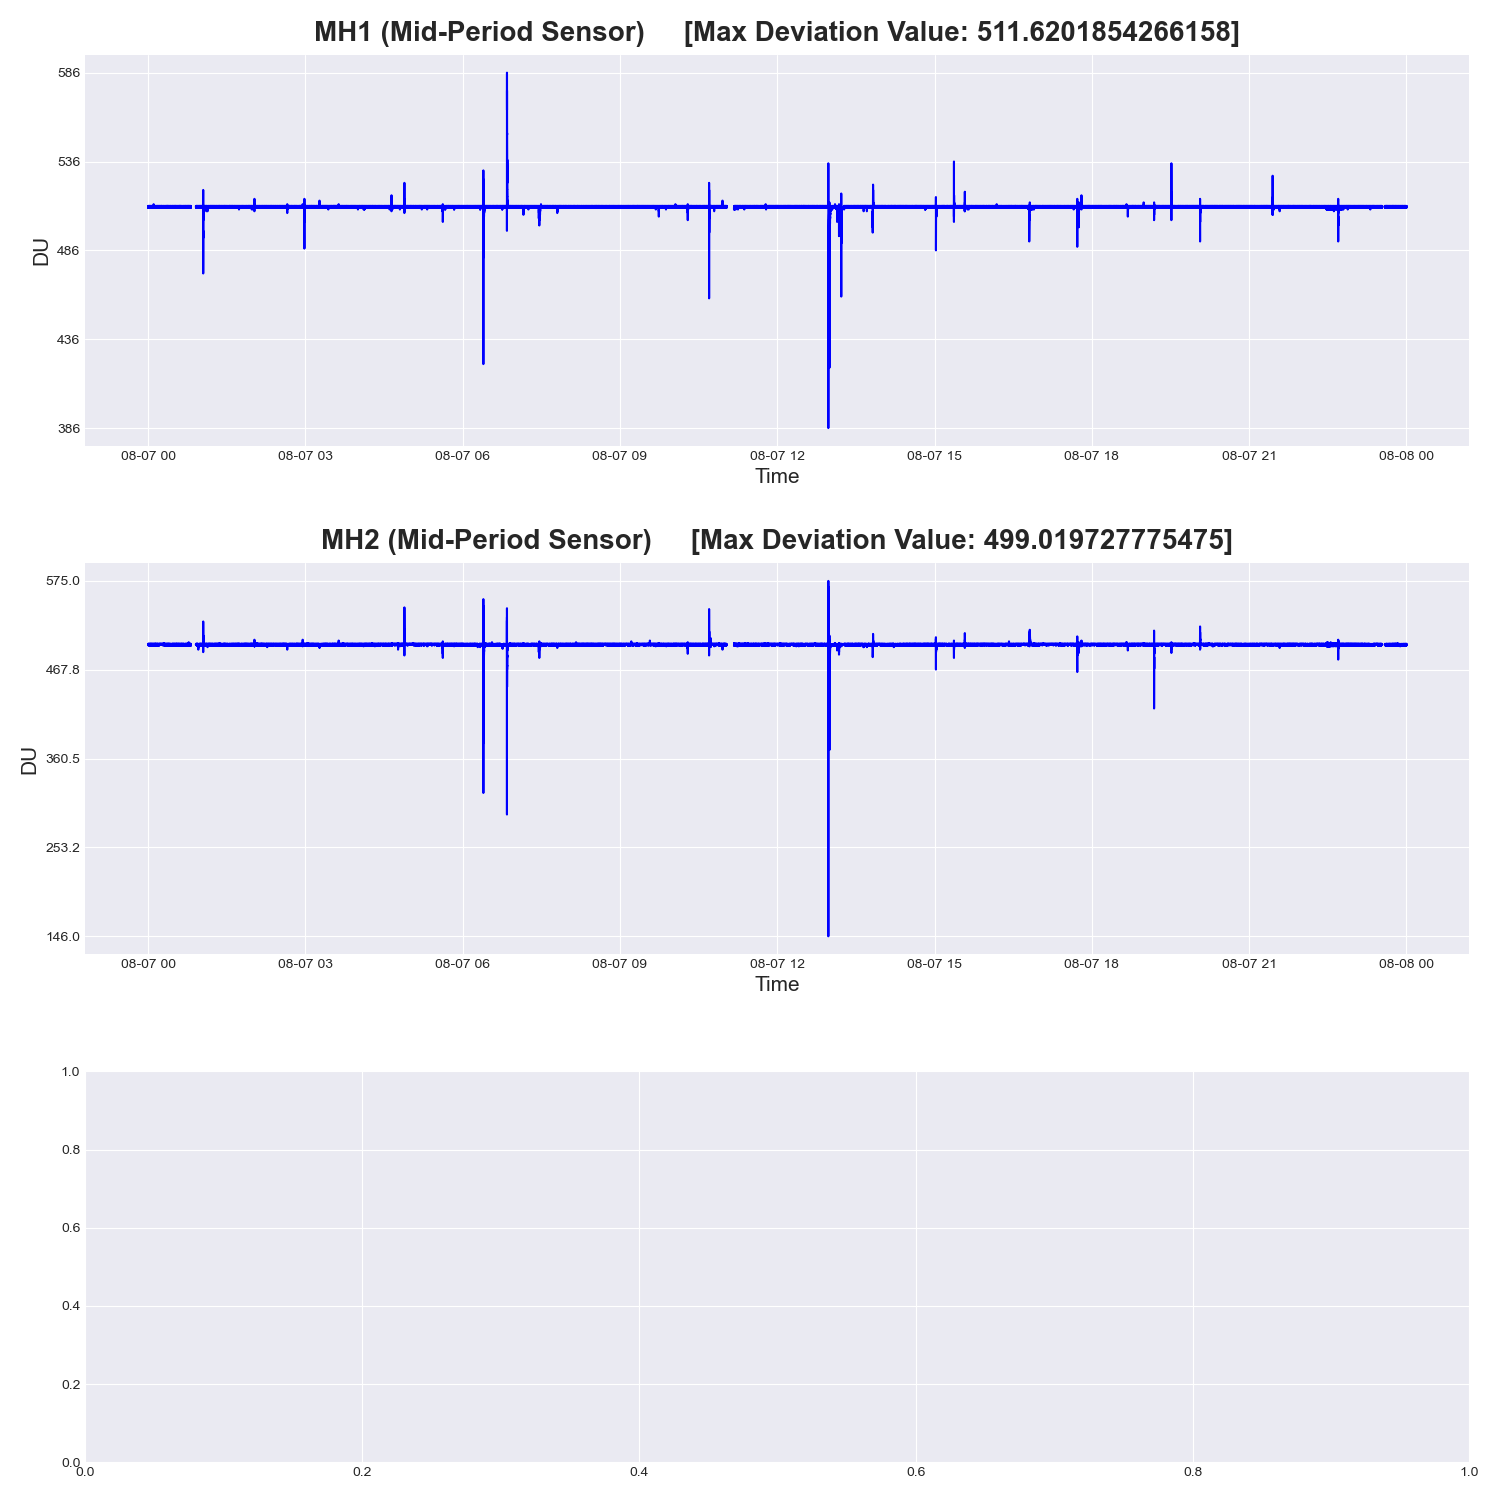 MH1 (Mid-Period Sensor) [Max Deviation Value: 511.6201854266158]
586
536
486
436
386
DU
08-07 00 08-07 03 08-07 06 08-07 09 08-07 12 08-07 15 08-07 18 08-07 21 08-08 00
Time
MH2 (Mid-Period Sensor) [Max Deviation Value: 499.019727775475]
575.0
467.8
360.5
253.2
146.0
DU
08-07 00 08-07 03 08-07 06 08-07 09 08-07 12 08-07 15 08-07 18 08-07 21 08-08 00
Time
1.0
0.8
0.6
0.4
0.2
0.0
0.0 0.2 0.4 0.6 0.8 1.0